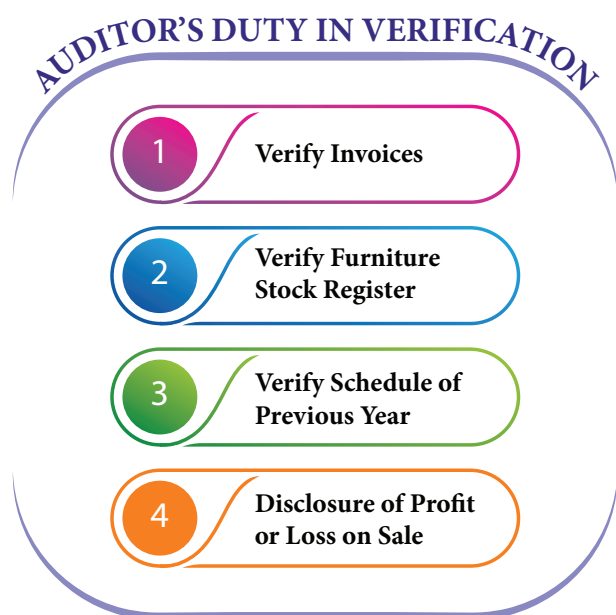 AUDITOR'S DUTY IN VERIFICATION
1
Verify Invoices
2
Verify Furniture
Stock Register
3
Verify Schedule of
Previous Year
4
Disclosure of Profit
or Loss on Sale